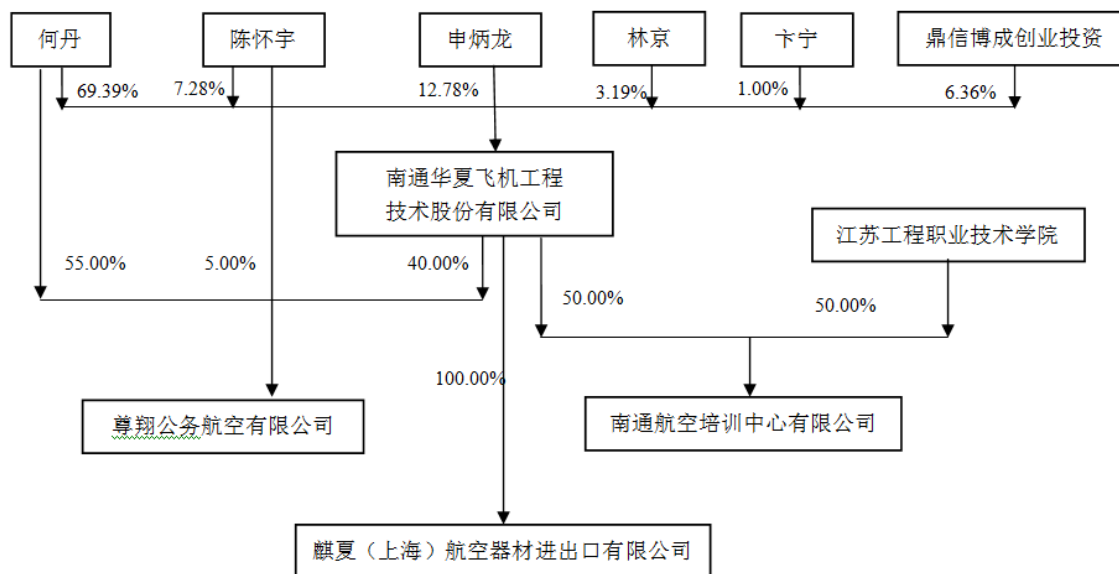 何丹
陈怀宇
申炳龙
林京
卞宁
鼎信博成创业投资
69.39%
7.28%
12.78%
3.19%
1.00%
6.36%
南通华夏飞机工程
技术股份有限公司
江苏工程职业技术学院
55.00%
5.00%
40.00%
50.00%
50.00%
100.00%
尊翔公务航空有限公司
南通航空培训中心有限公司
麒夏（上海）航空器材进出口有限公司